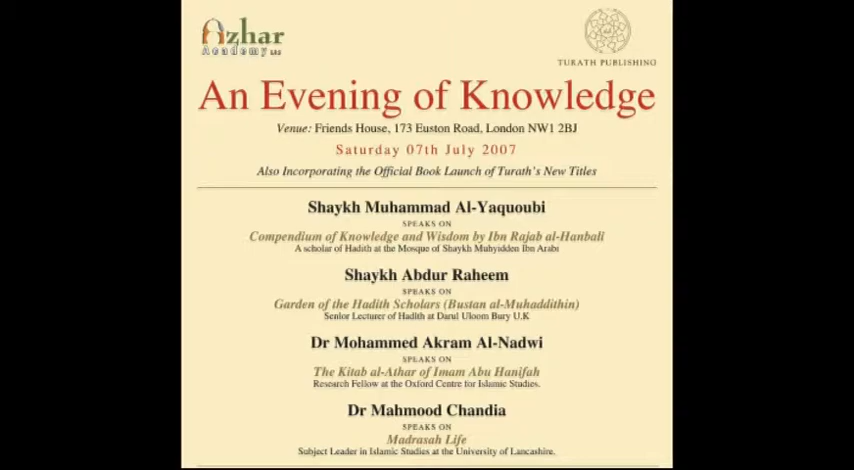 Azhar
Academy Ltd
TURATH PUBLISHING
An Evening of Knowledge
Venue: Friends House, 173 Euston Road, London NW1 2BJ
Saturday 07th July 2007
Also Incorporating the Official Book Launch of Turath's New Titles
Shaykh Muhammad Al-Yaquoubi
SPEAKS ON
Compendium of Knowledge and Wisdom by Ibn Rajab al-Hanbali
A scholar of Hadith at the Mosque of Shaykh Muhyidden Ibn Arabi
Shaykh Abdur Raheem
SPEAKS ON
Garden of the Hadith Scholars (Bustan al-Muhaddithin)
Senior Lecturer of Hadith at Darul Uloom Bury U.K
Dr Mohammed Akram Al-Nadwi
SPEAKS ON
The Kitab al-Athar of Imam Abu Hanifah
Research Fellow at the Oxford Centre for Islamic Studies.
Dr Mahmood Chandia
SPEAKS ON
Madrasah Life
Subject Leader in Islamic Studies at the University of Lancashire.